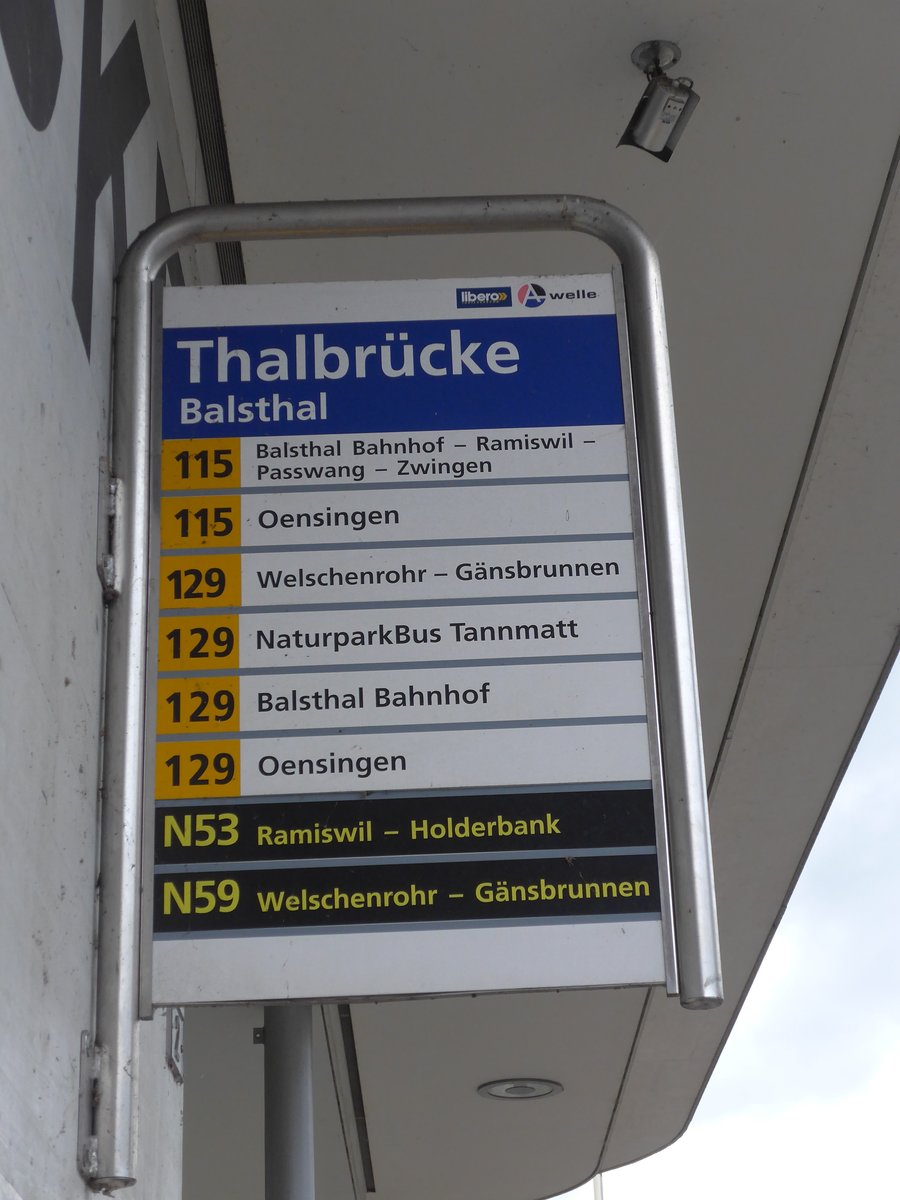 libero A welle
Thalbrücke
Balsthal
115 Balsthal Bahnhof – Ramiswil –
Passwang – Zwingen
115 Oensingen
129 Welschenrohr – Gänsbrunnen
129 NaturparkBus Tannmatt
129 Balsthal Bahnhof
129 Oensingen
N53 Ramiswil – Holderbank
N59 Welschenrohr – Gänsbrunnen